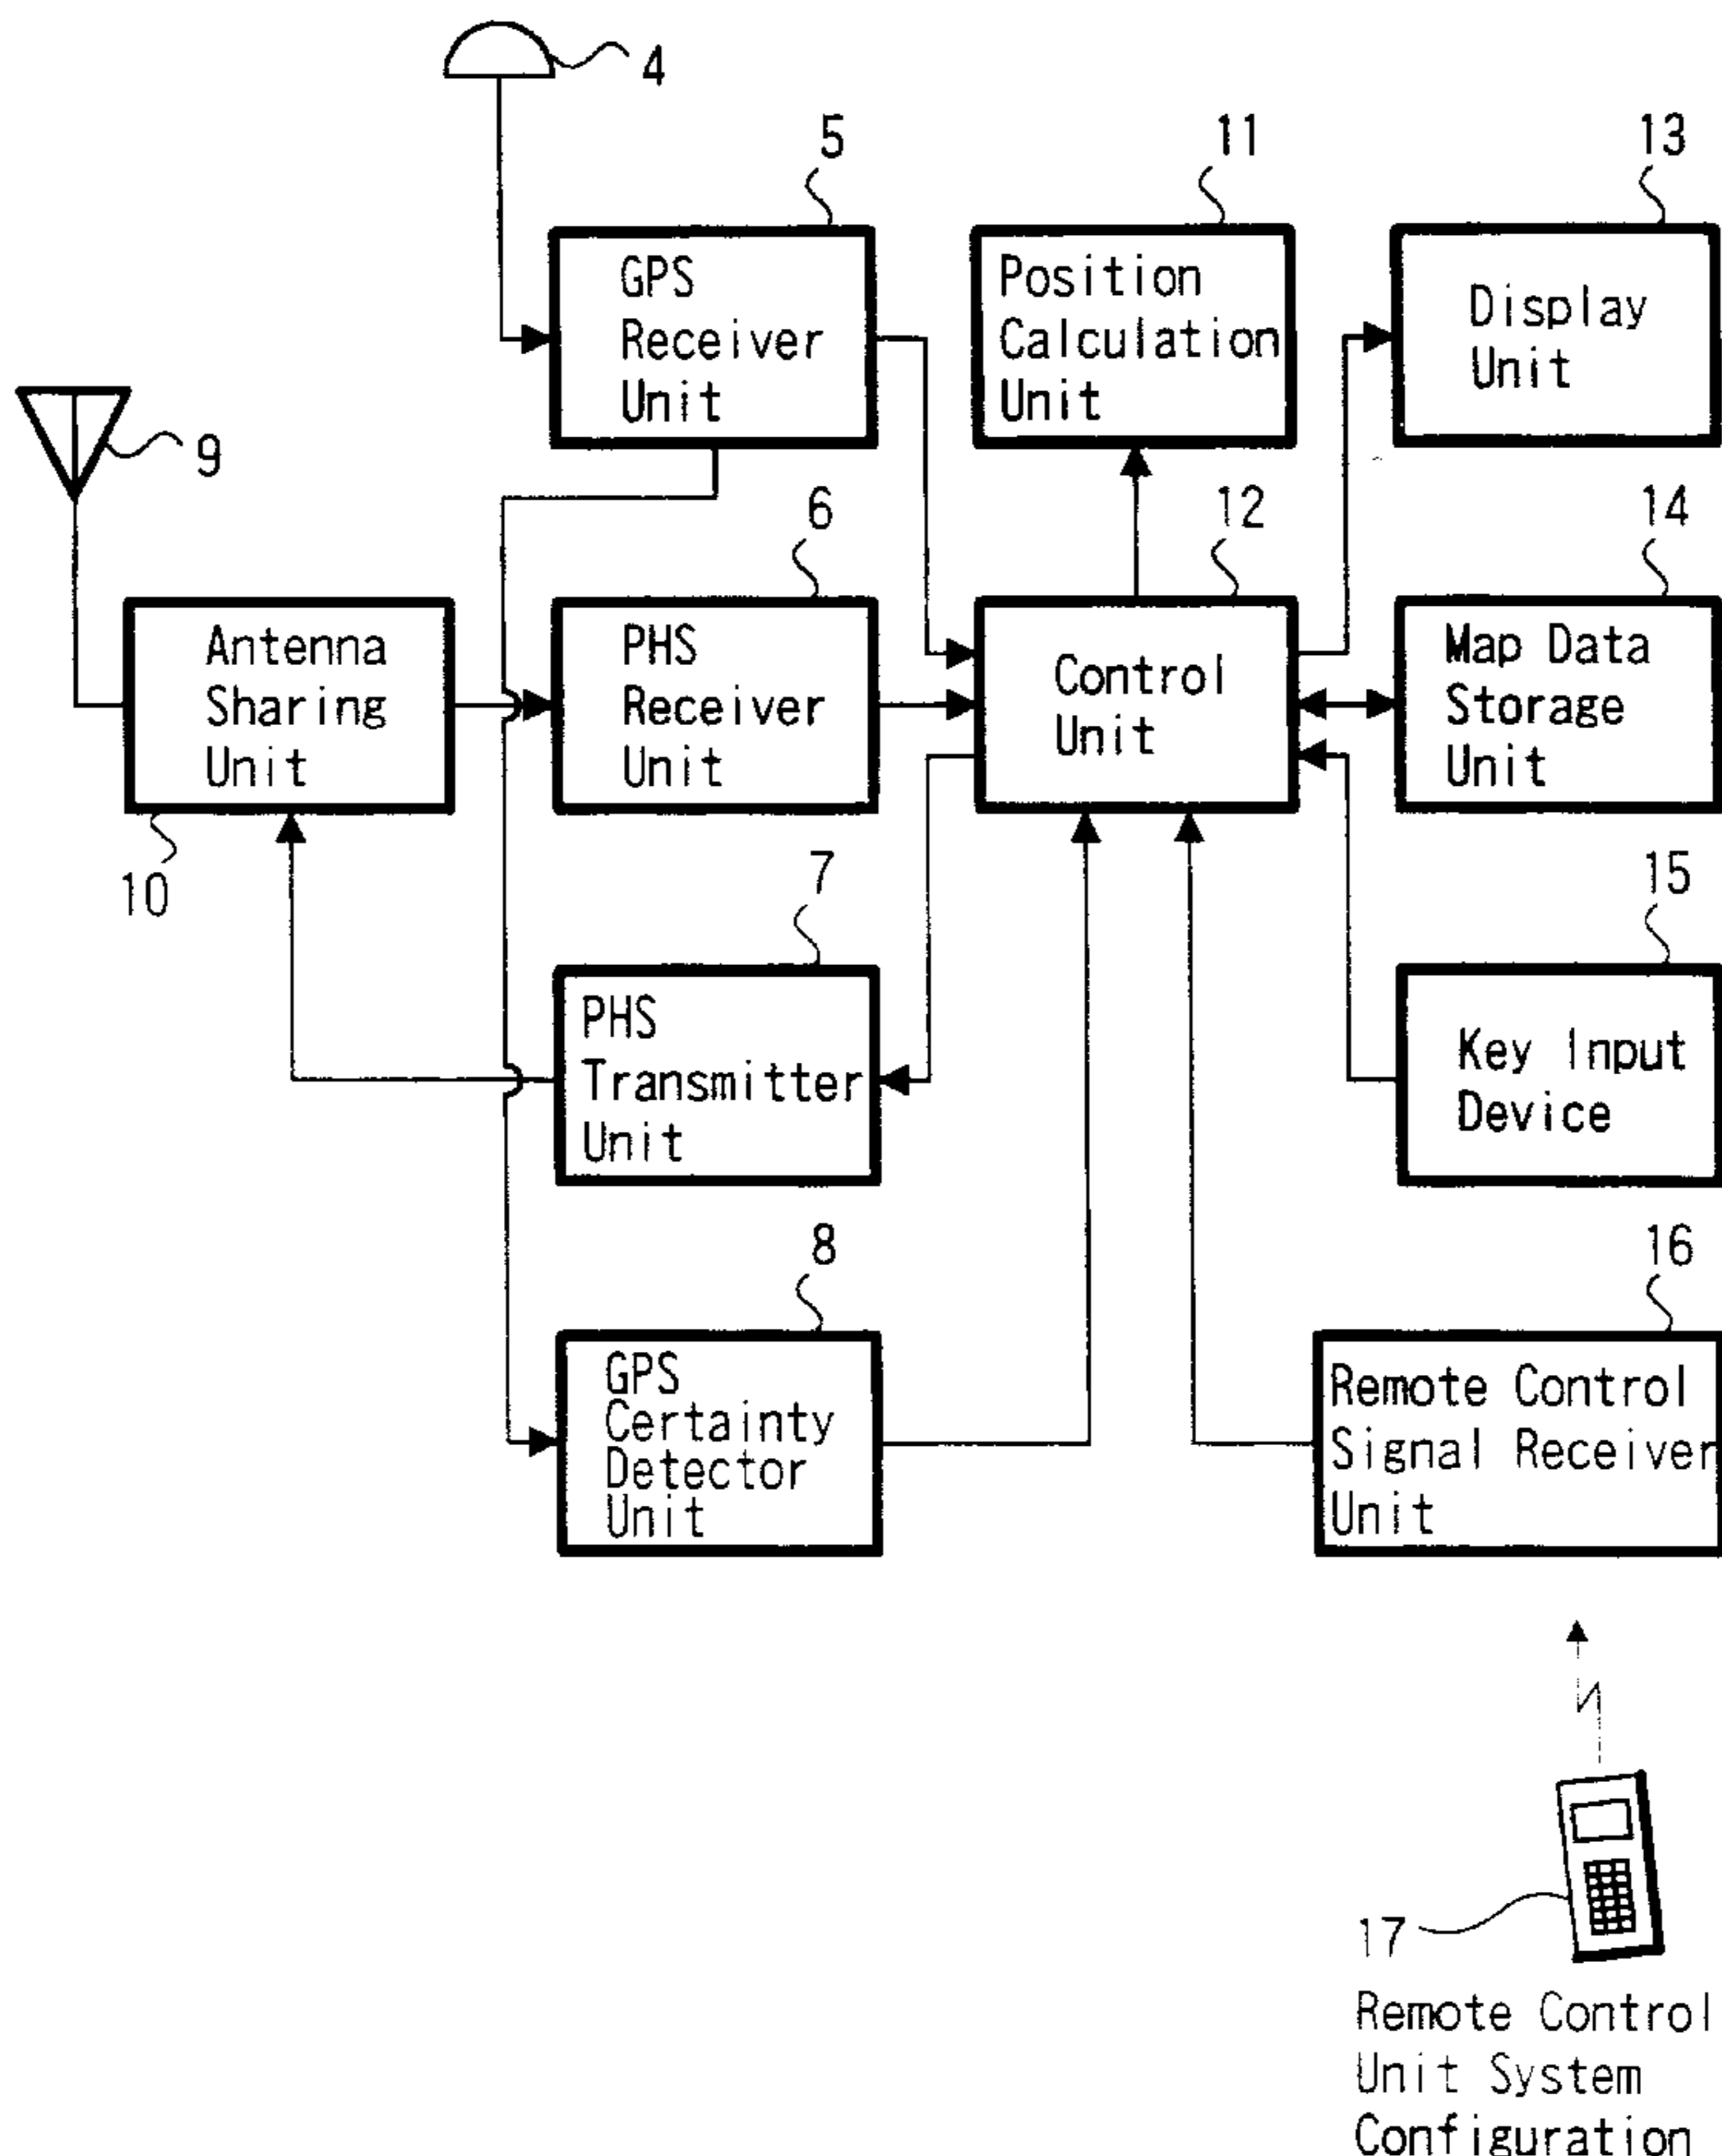 4
5
11
13
GPS
Receiver
Unit
Position
Calculation
Unit
Display
Unit
9
6
12
14
Antenna
Sharing
Unit
PHS
Receiver
Unit
Control
Unit
Map Data
Storage
Unit
10
7
15
PHS
Transmitter
Unit
Key Input
Device
8
16
GPS
Certainty
Detector
Unit
Remote Control
Signal Receiver
Unit
17
Remote Control
Unit System
Configuration